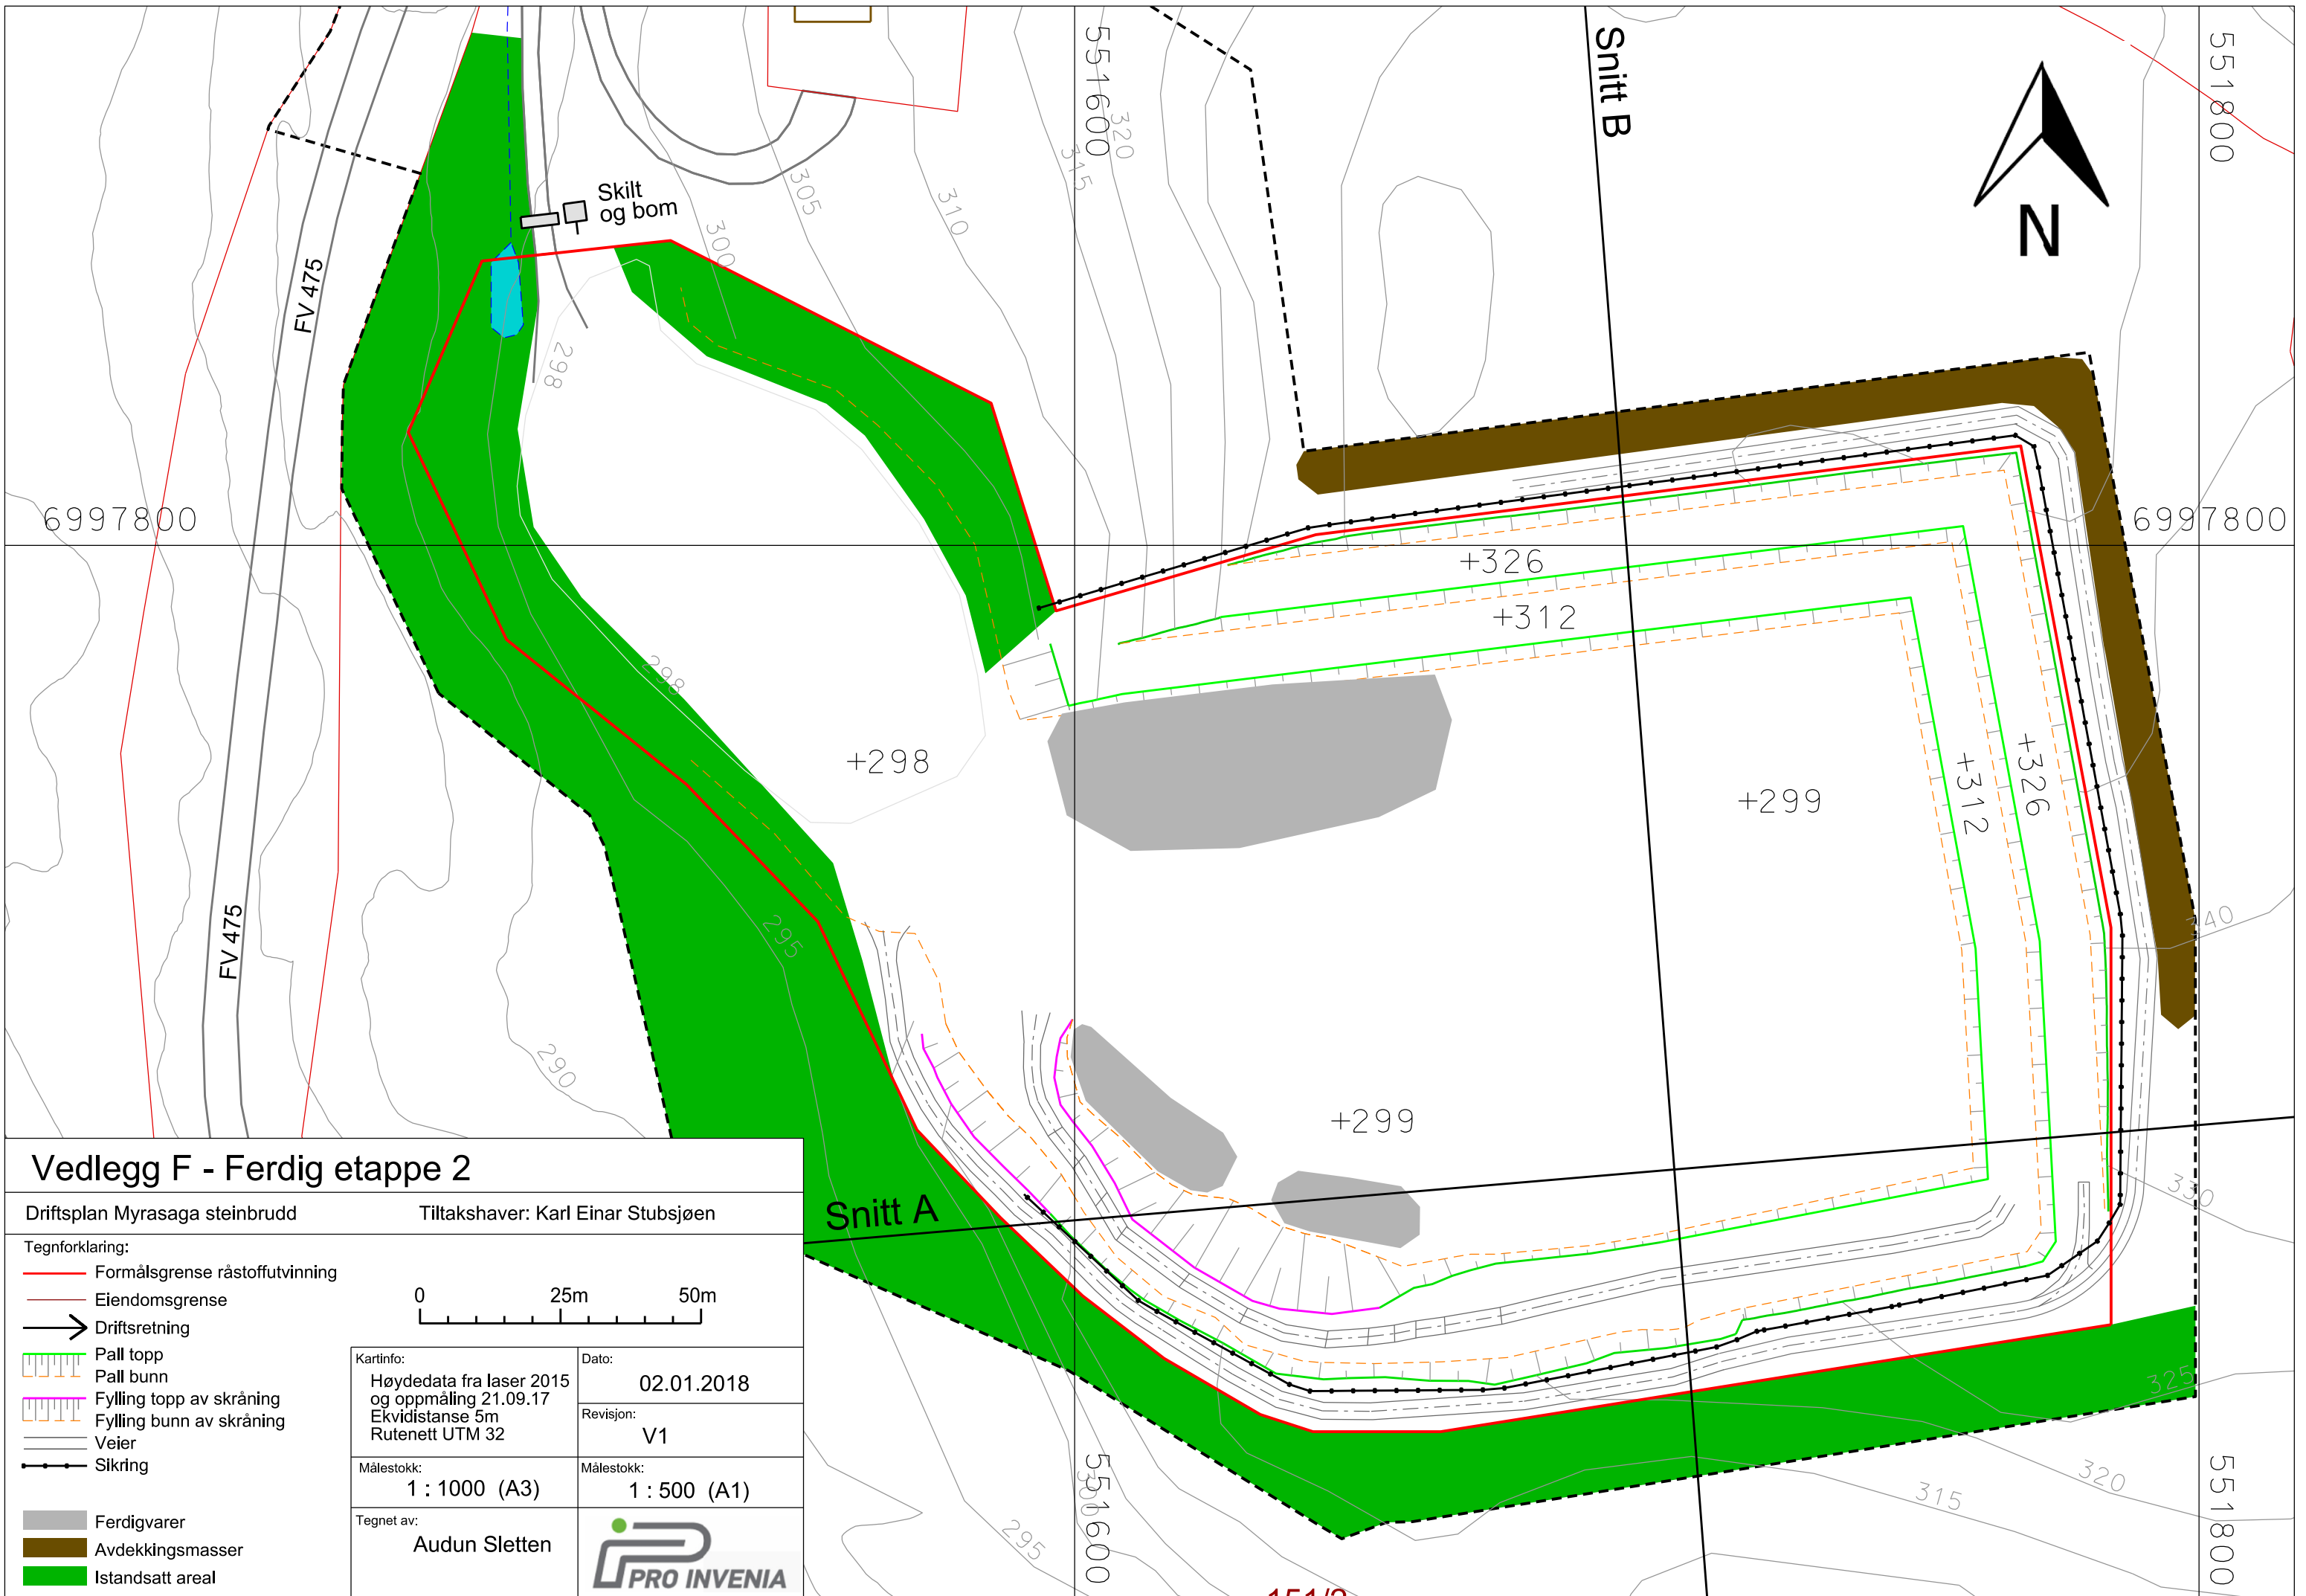 551600
320
315
Snitt B
551800
N
Skilt
og bom
305
310
300
FV 475
298
6997800
6997800
+326
+312
298
+298
+299
+312
+326
295
340
FV 475
290
+299
330
Snitt A
325
320
315
300
295
551600
551800
Vedlegg F - Ferdig etappe 2
Driftsplan Myrasaga steinbrudd
Tiltakshaver: Karl Einar Stubsjøen
Tegnforklaring:
Formålsgrense råstoffutvinning
Eiendomsgrense
Driftsretning
Pall topp
Pall bunn
Fylling topp av skråning
Fylling bunn av skråning
Veier
Sikring
Ferdigvarer
Avdekkingsmasser
Istandsatt areal
0 25m 50m
Kartinfo:
Høydedata fra laser 2015
og oppmåling 21.09.17
Ekvidistanse 5m
Rutenett UTM 32
Dato:
02.01.2018
Revisjon:
V1
Målestokk:
1 : 1000 (A3)
Målestokk:
1 : 500 (A1)
Tegnet av:
Audun Sletten
PRO INVENIA